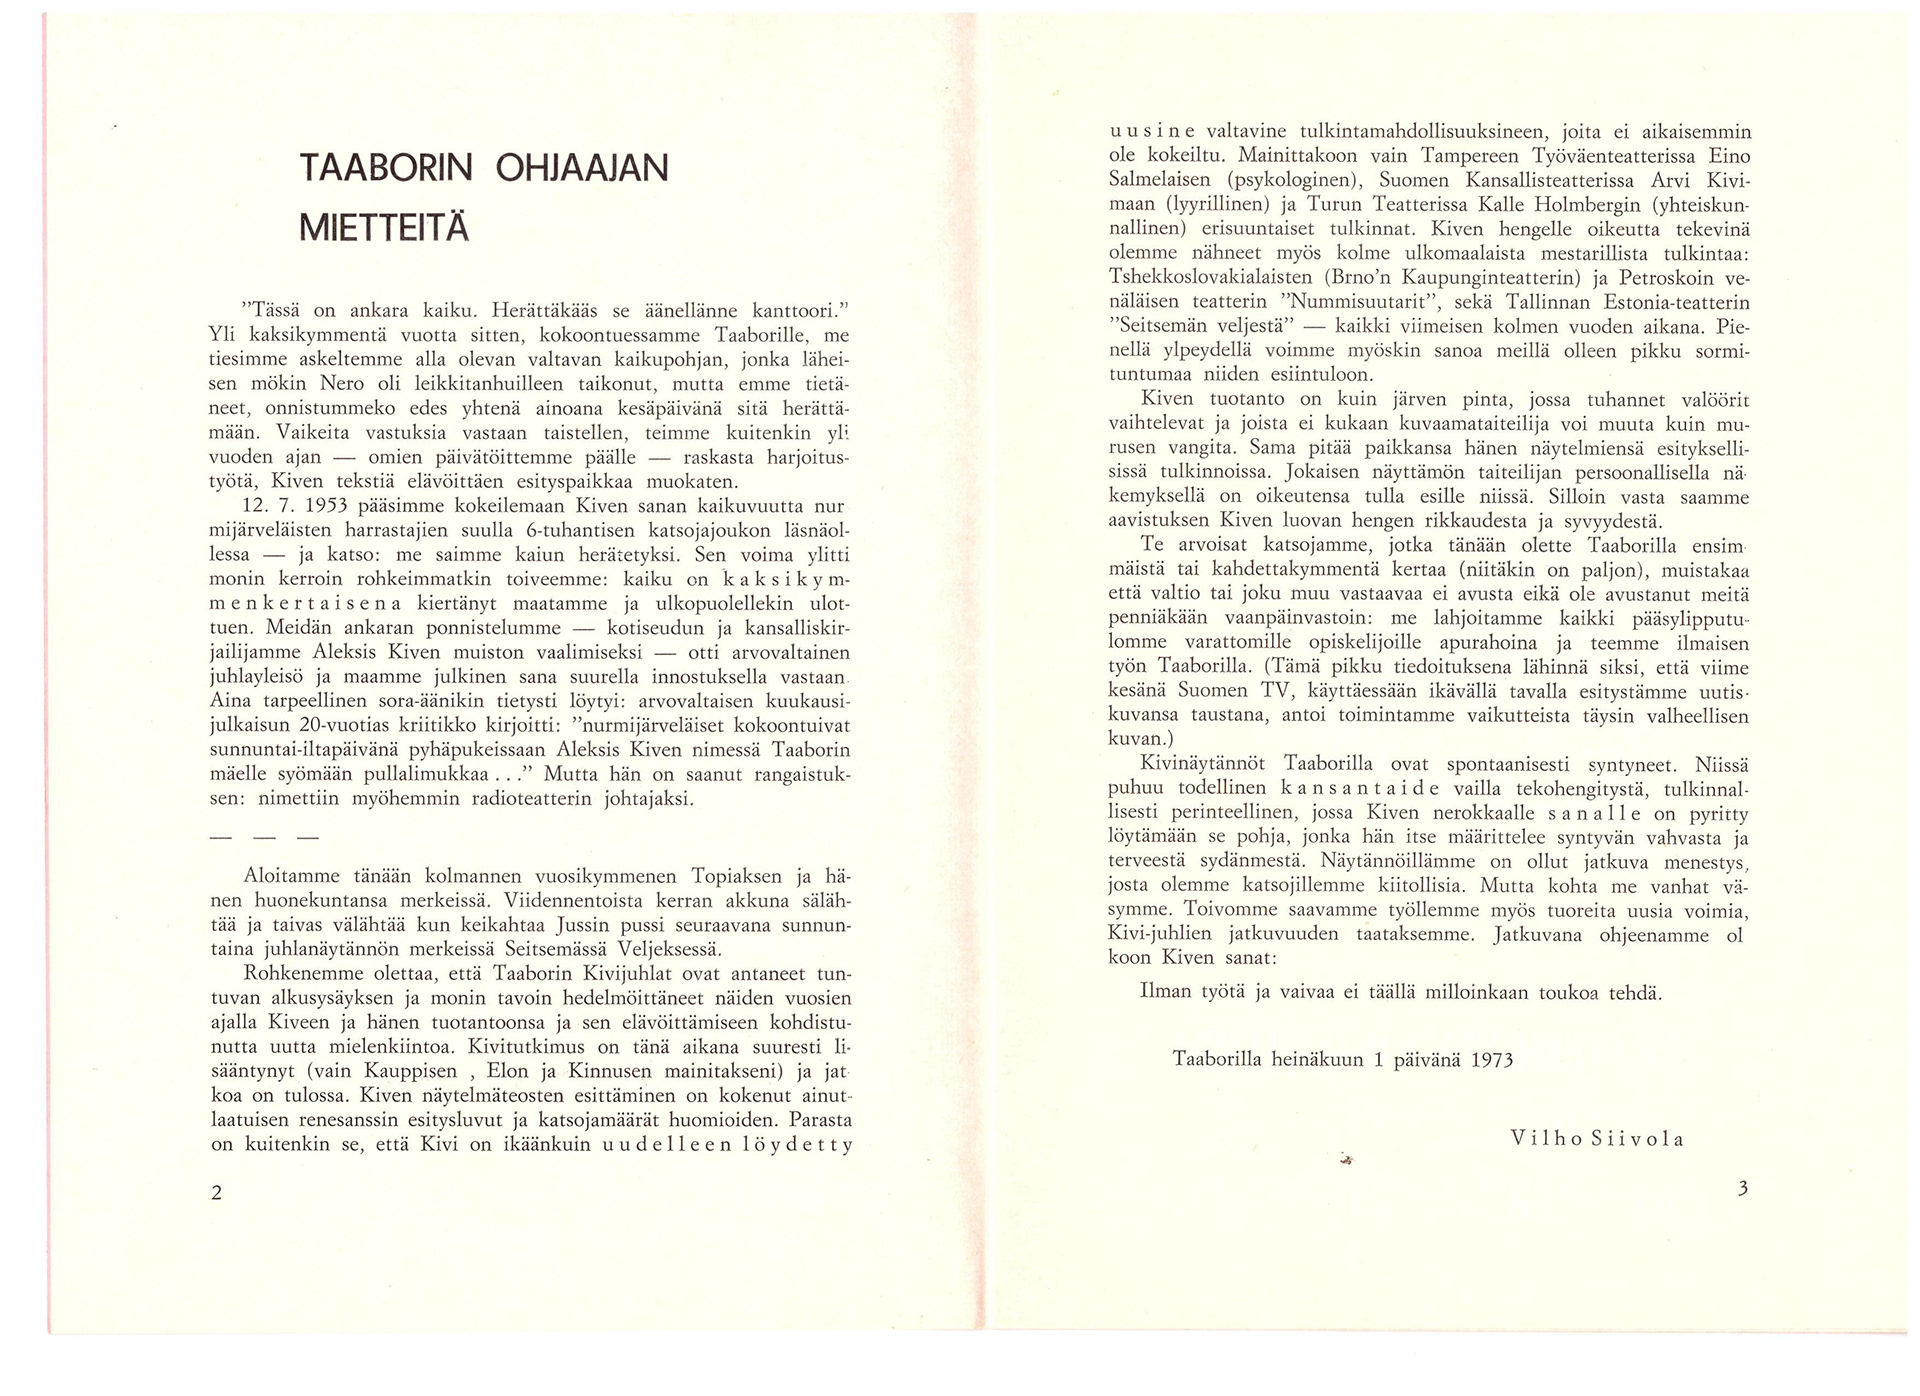 TAABORIN OHJAAJAN
MIETTEITÄ
”Tässä on ankara kaiku. Herättäkääs se äänellänne kanttoori.”
Yli kaksikymmentä vuotta sitten, kokoontuessamme Taaborille, me
tiesimme askeltemme alla olevan valtavan kaikupohjan, jonka lähei-
sen mökin Nero oli leikkitanhuilleen taikonut, mutta emme tietä-
neet, onnistummeko edes yhtenä ainoana kesäpäivänä sitä herättä-
mään. Vaikeita vastuksia vastaan taistellen, teimme kuitenkin yli
vuoden ajan — omien päivätöittemme päälle — raskasta harjoitus-
työtä, Kiven tekstiä elävöittäen esityspaikkaa muokaten.
12. 7. 1953 pääsimme kokeilemaan Kiven sanan kaikuvuutta nur
mijärveläisten harrastajien suulla 6-tuhantisen katsojajoukon läsnäol-
lessa — ja katso: me saimme kaiun herätetyksi. Sen voima ylitti
monin kerroin rohkeimmatkin toiveemme: kaiku on k a k s i k y m-
m e n k e r t a i s e n a kiertänyt maatamme ja ulkopuolellekin ulot-
tuen. Meidän ankaran ponnistelumme — kotiseudun ja kansalliskir-
jailijamme Aleksis Kiven muiston vaalimiseksi — otti arvovaltainen
juhlayleisö ja maamme julkinen sana suurella innostuksella vastaan.
Aina tarpeellinen sora-äänikin tietysti löytyi: arvovaltaisen kuukausi-
julkaisun 20-vuotias kriitikko kirjoitti: ”nurmijärveläiset kokoontuivat
sunnuntai-iltapäivänä pyhäpukeissaan Aleksis Kiven nimessä Taaborin
mäelle syömään pullalimukkaa . . .” Mutta hän on saanut rangaistuk-
sen: nimettiin myöhemmin radioteatterin johtajaksi.
— — —
Aloitamme tänään kolmannen vuosikymmenen Topiaksen ja hä-
nen huonekuntansa merkeissä. Viidennentoista kerran akkuna säläh-
tää ja taivas välähtää kun keikahtaa Jussin pussi seuraavana sunnun-
taina juhlanäytännön merkeissä Seitsemässä Veljeksessä.
Rohkenemme olettaa, että Taaborin Kivijuhlat ovat antaneet tun-
tuvan alkusysäyksen ja monin tavoin hedelmöittäneet näiden vuosien
ajalla Kiveen ja hänen tuotantoonsa ja sen elävöittämiseen kohdistu-
nutta uutta mielenkiintoa. Kivitutkimus on tänä aikana suuresti li-
sääntynyt (vain Kauppisen , Elon ja Kinnusen mainitakseni) ja jat
koa on tulossa. Kiven näytelmäteosten esittäminen on kokenut ainut-
laatuisen renesanssin esitysluvut ja katsojamäärät huomioiden. Parasta
on kuitenkin se, että Kivi on ikäänkuin u u d e l l e e n l ö y d e t t y
2
u u s i n e valtavine tulkintamahdollisuuksineen, joita ei aikaisemmin
ole kokeiltu. Mainittakoon vain Tampereen Työväenteatterissa Eino
Salmelaisen (psykologinen), Suomen Kansallisteatterissa Arvi Kivi-
maan (lyyrillinen) ja Turun Teatterissa Kalle Holmbergin (yhteiskun-
nallinen) erisuuntaiset tulkinnat. Kiven hengelle oikeutta tekevinä
olemme nähneet myös kolme ulkomaalaista mestarillista tulkintaa:
Tshekkoslovakialaisten (Brno’n Kaupunginteatterin) ja Petroskoin ve-
näläisen teatterin ”Nummisuutarit”, sekä Tallinnan Estonia-teatterin
”Seitsemän veljestä” — kaikki viimeisen kolmen vuoden aikana. Pie-
nellä ylpeydellä voimme myöskin sanoa meillä olleen pikku sormi-
tuntumaa niiden esiintuloon.
Kiven tuotanto on kuin järven pinta, jossa tuhannet valöörit
vaihtelevat ja joista ei kukaan kuvaamataiteilija voi muuta kuin mu-
rusen vangita. Sama pitää paikkansa hänen näytelmiensä esitykselli-
sissä tulkinnoissa. Jokaisen näyttämön taiteilijan persoonallisella nä-
kemyksellä on oikeutensa tulla esille niissä. Silloin vasta saamme
aavistuksen Kiven luovan hengen rikkaudesta ja syvyydestä.
Te arvoisat katsojamme, jotka tänään olette Taaborilla ensim-
mäistä tai kahdettakymmentä kertaa (niitäkin on paljon), muistakaa
että valtio tai joku muu vastaavaa ei avusta eikä ole avustanut meitä
penniäkään vaanpäinvastoin: me lahjoitamme kaikki pääsylipputu-
lomme varattomille opiskelijoille apurahoina ja teemme ilmaisen
työn Taaborilla. (Tämä pikku tiedoituksena lähinnä siksi, että viime
kesänä Suomen TV, käyttäessään ikävällä tavalla esitystämme uutis-
kuvansa taustana, antoi toimintamme vaikutteista täysin valheellisen
kuvan.)
Kivinäytännöt Taaborilla ovat spontaanisesti syntyneet. Niissä
puhuu todellinen k a n s a n t a i d e vailla tekohengitystä, tulkinnal-
lisesti perinteellinen, jossa Kiven nerokkaalle s a n a l l e on pyritty
löytämään se pohja, jonka hän itse määrittelee syntyvän vahvasta ja
terveestä sydänmestä. Näytännöillämme on ollut jatkuva menestys,
josta olemme katsojillemme kiitollisia. Mutta kohta me vanhat vä-
symme. Toivomme saavamme työllemme myös tuoreita uusia voimia,
Kivi-juhlien jatkuvuuden taataksemme. Jatkuvana ohjeenamme ol
koon Kiven sanat:
Ilman työtä ja vaivaa ei täällä milloinkaan toukoa tehdä.
Taaborilla heinäkuun 1 päivänä 1973
V i l h o S i i v o l a
3